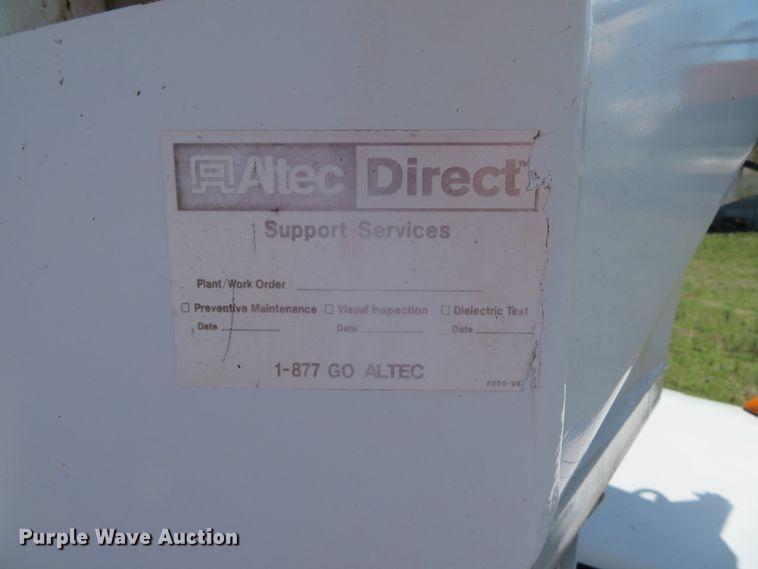 Altec Direct™
Support Services
Plant/Work Order
Preventive Maintenance Visual Inspection Dielectric Test
Date Date Date
1-877 GO ALTEC
Purple Wave Auction